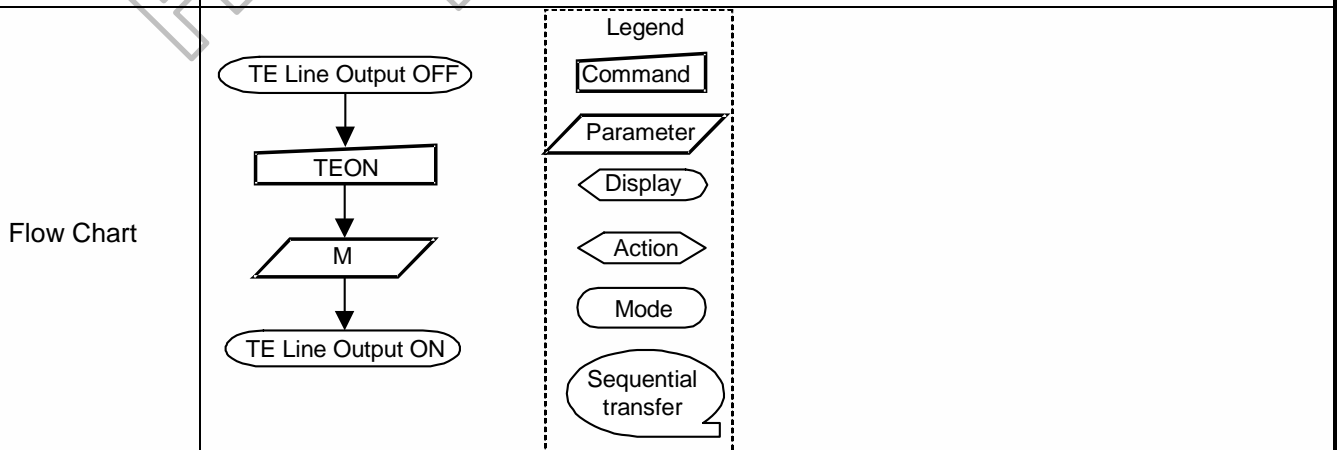 Flow Chart
TE Line Output OFF
TEON
M
TE Line Output ON
Legend
Command
Parameter
Display
Action
Mode
Sequential
transfer